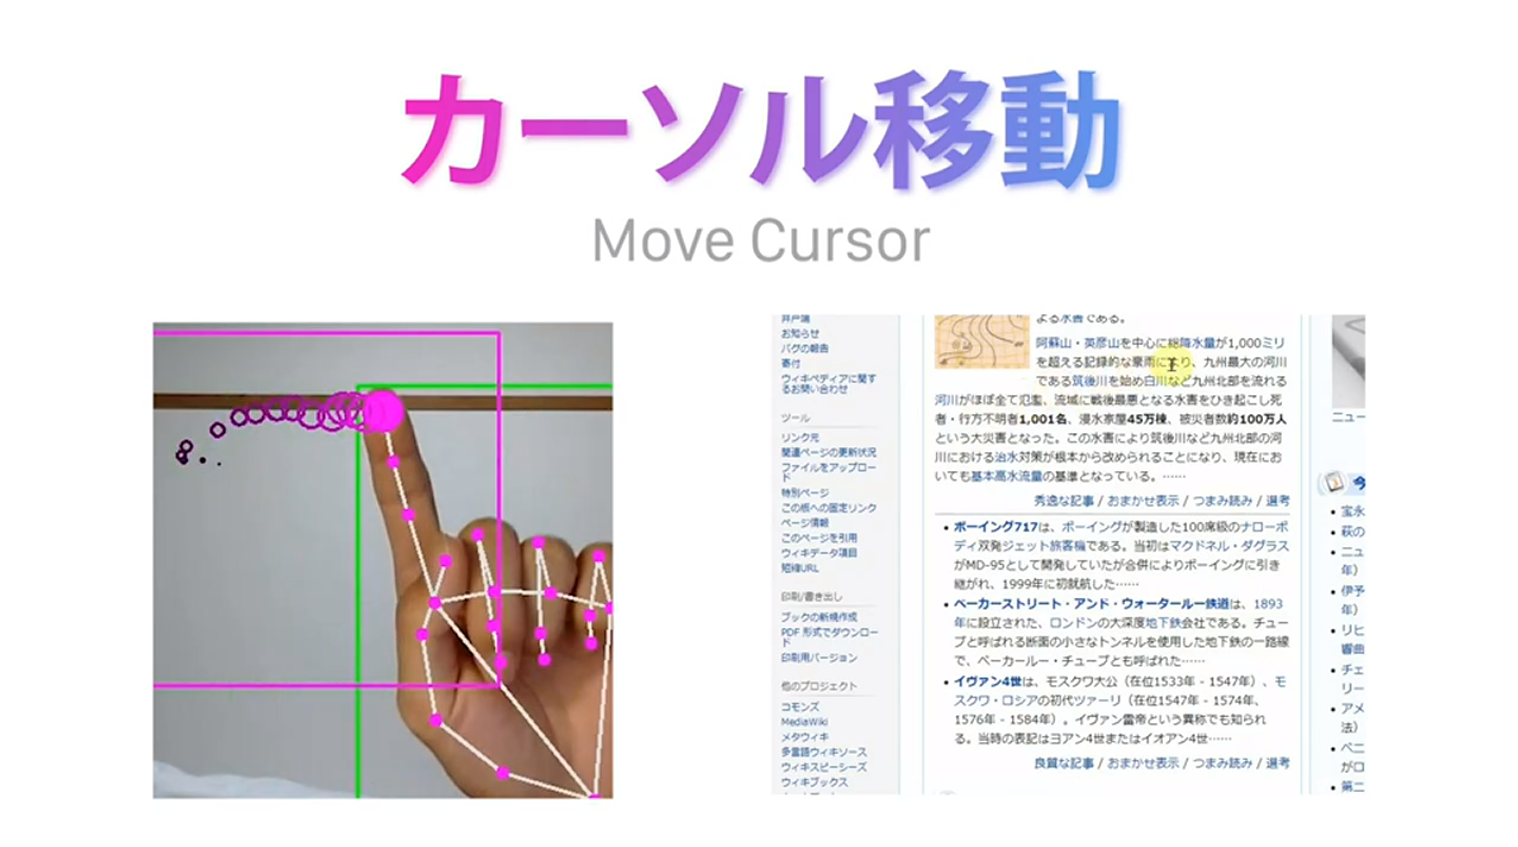 カーソル移動
Move Cursor
井戸端
お知らせ
バグの報告
寄付
ウィキペディアに関す
るお問い合わせ
ツール
リンク元
関連ページの更新状況
ファイルをアップロー
ド
特別ページ
この版への固定リンク
ページ情報
このページを引用
ウィキデータ項目
短縮URL
印刷/書き出し
ブックの新規作成
PDF 形式でダウンロー
ド
印刷用バージョン
他のプロジェクト
コモンズ
MediaWiki
メタウィキ
多言語ウィキソース
ウィキスピーシーズ
ウィキブックス
よる水害である。
阿蘇山・英彦山を中心に総降水量が1,000ミリ
を超える記録的な豪雨により、九州最大の河川
である筑後川を始め白川など九州北部を流れる
河川がほぼ全て氾濫、流域に戦後最悪となる水害をひき起こし死
者・行方不明者1,001名、浸水家屋45万棟、被災者数約100万人
という大災害となった。この水害により筑後川など九州北部の河
川における治水対策が根本から改められることになり、現在にお
いても基本高水流量の基準となっている。……
秀逸な記事 / おまかせ表示 / つまみ読み / 選考
• ボーイング717は、ボーイングが製造した100席級のナローボ
ディ双発ジェット旅客機である。当初はマクドネル・ダグラス
がMD-95として開発していたが合併によりボーイングに引き
継がれ、1999年に初就航した……
• ベーカーストリート・アンド・ウォータールー鉄道は、1893
年に設立された、ロンドンの大深度地下鉄会社である。チュー
ブと呼ばれる断面の小さなトンネルを使用した地下鉄の一路線
で、ベーカールー・チューブとも呼ばれた……
• イヴァン4世は、モスクワ大公（在位1533年 - 1547年）、モ
スクワ・ロシアの初代ツァーリ（在位1547年 - 1574年、
1576年 - 1584年）。イヴァン雷帝という異称でも知られ
る。当時の表記はヨアン4世またはイオアン4世……
良質な記事 / おまかせ表示 / つまみ読み / 選考
ニュー
今
• 宝永
• 萩の
• ニュ
年）
• 伊予
年）
• リヒ
響曲
• チェ
リー
• アメ
法）
• ベニ
がロ
• 第二